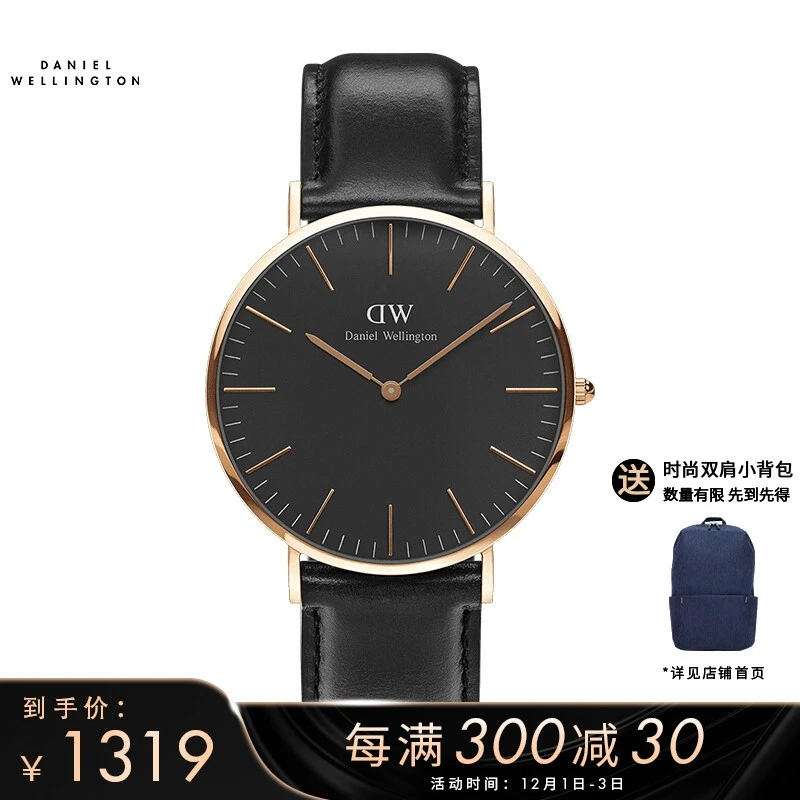 DANIEL
WELLINGTON
DW
Daniel Wellington
送
时尚双肩小背包
数量有限 先到先得
*详见店铺首页
到手价：
¥ 1319
每满300减30
活动时间：12月1日-3日